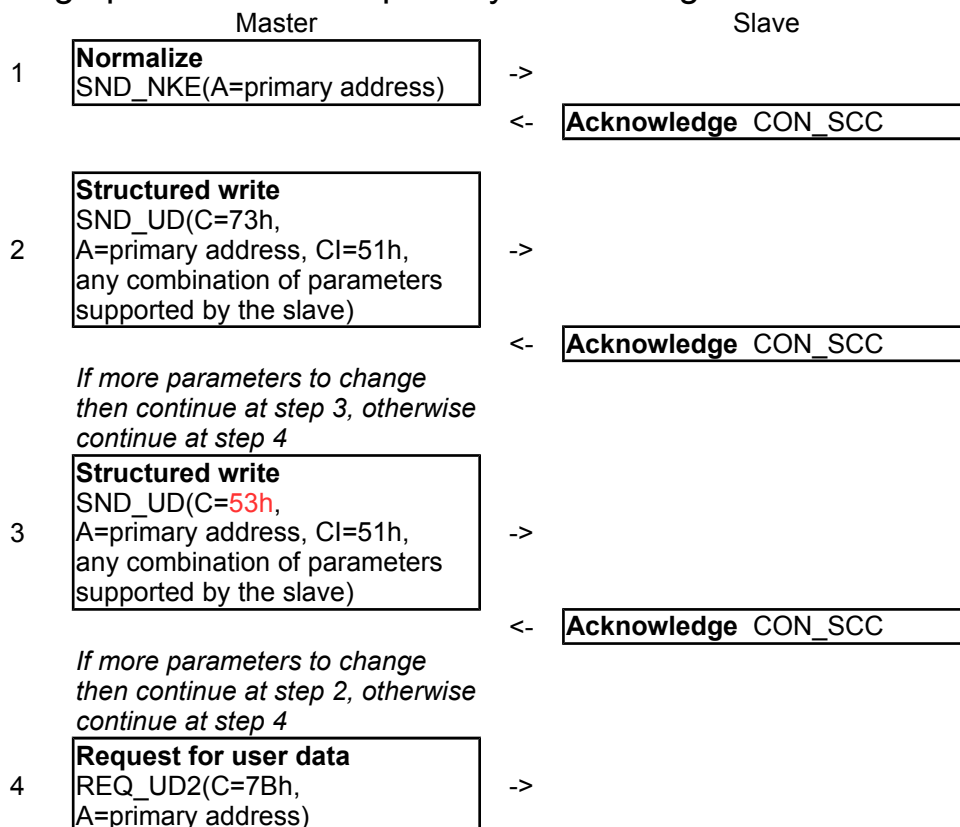 Master Slave
1
Normalize
SND_NKE(A=primary address)
->
<- Acknowledge CON_SCC
Structured write
SND_UD(C=73h,
2 A=primary address, CI=51h, ->
any combination of parameters
supported by the slave)
<- Acknowledge CON_SCC
If more parameters to change
then continue at step 3, otherwise
continue at step 4
Structured write
SND_UD(C=53h,
3 A=primary address, CI=51h, ->
any combination of parameters
supported by the slave)
<- Acknowledge CON_SCC
If more parameters to change
then continue at step 2, otherwise
continue at step 4
Request for user data
4 REQ_UD2(C=7Bh, ->
A=primary address)